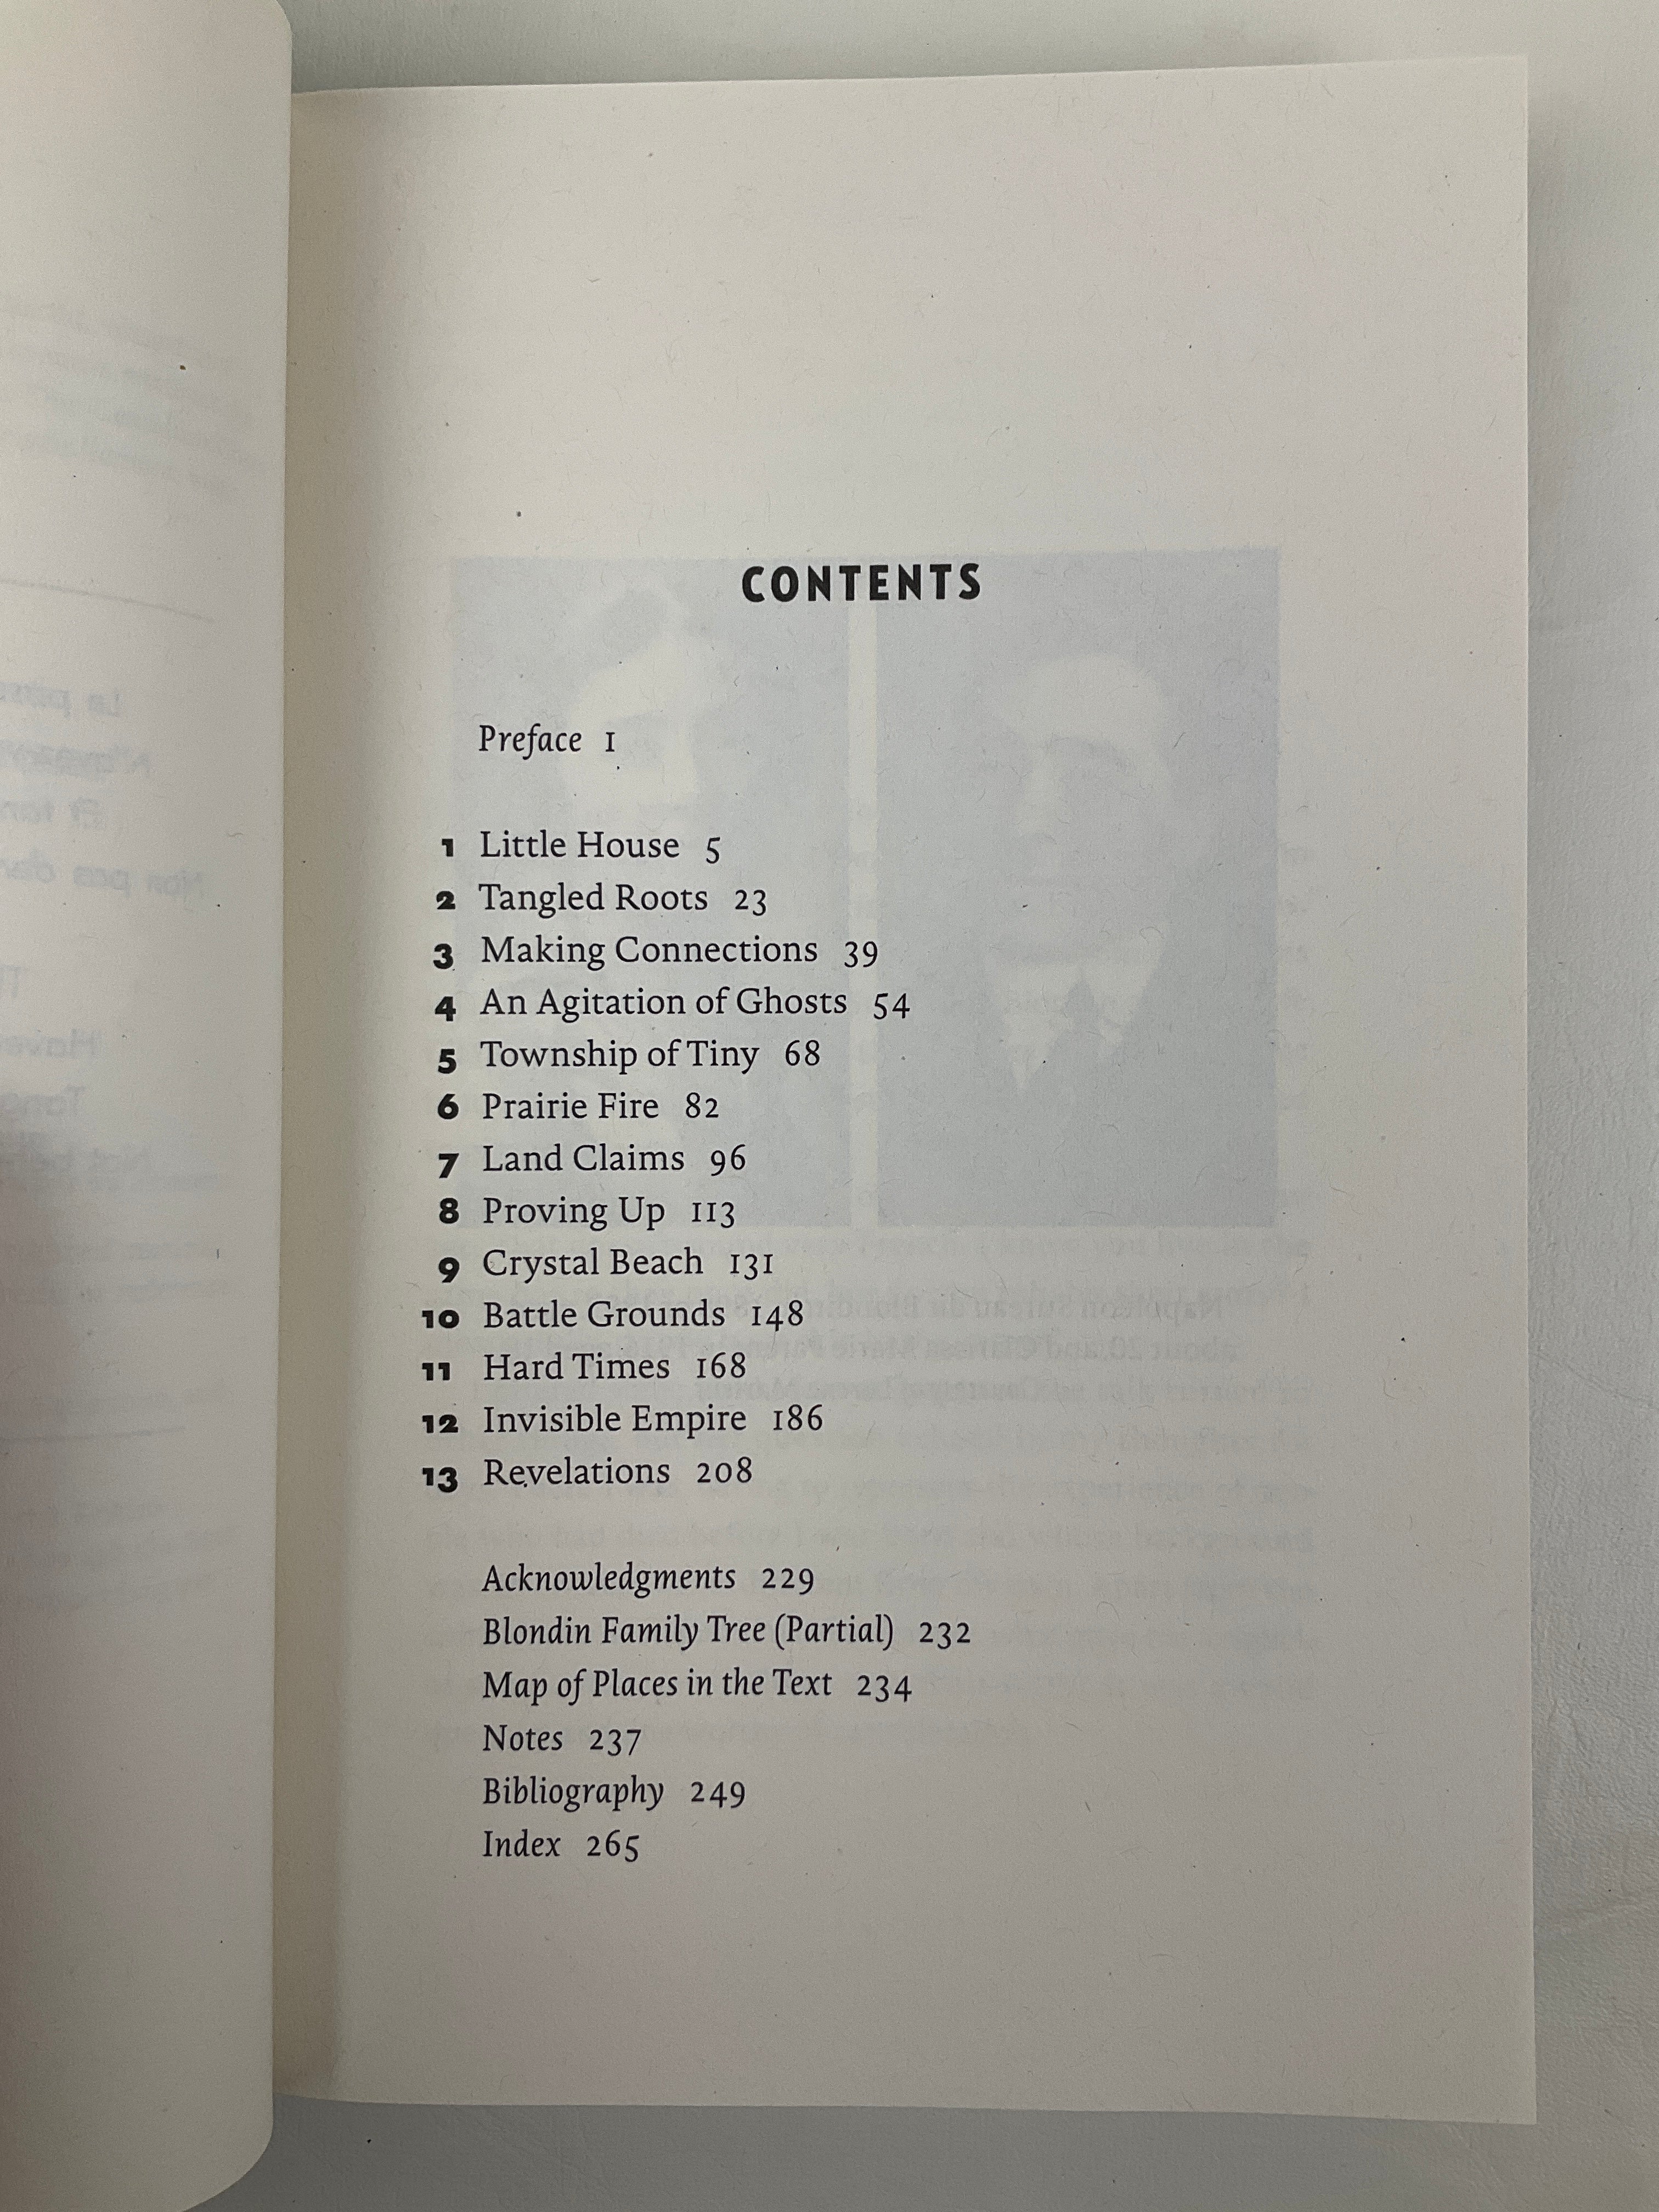 CONTENTS
Preface 1
1 Little House 5
2 Tangled Roots 23
3 Making Connections 39
4 An Agitation of Ghosts 54
5 Township of Tiny 68
6 Prairie Fire 82
7 Land Claims 96
8 Proving Up 113
9 Crystal Beach 131
10 Battle Grounds 148
11 Hard Times 168
12 Invisible Empire 186
13 Revelations 208
Acknowledgments 229
Blondin Family Tree (Partial) 232
Map of Places in the Text 234
Notes 237
Bibliography 249
Index 265